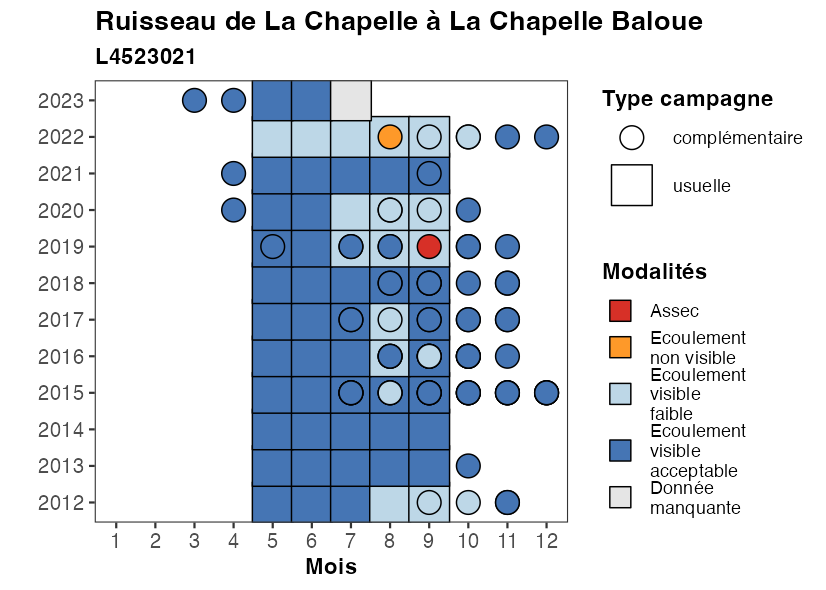 Ruisseau de La Chapelle à La Chapelle Baloue
L4523021
2023
2022
2021
2020
2019
2018
2017
2016
2015
2014
2013
2012
1 2 3 4 5 6 7 8 9 10 11 12
Mois
Type campagne
complémentaire
usuelle
Modalités
Assec
Ecoulement
non visible
Ecoulement
visible
faible
Ecoulement
visible
acceptable
Donnée
manquante